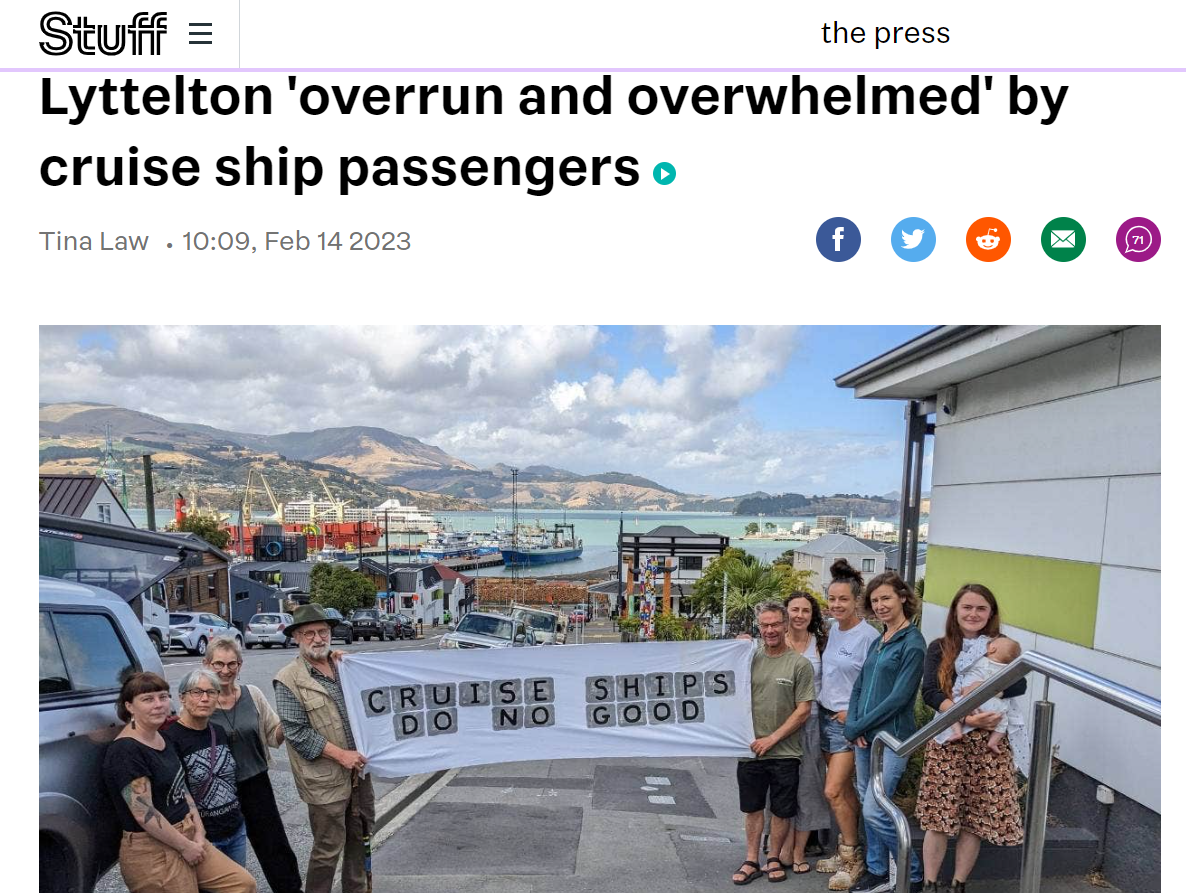 Stuff
the press
Lyttelton 'overrun and overwhelmed' by
cruise ship passengers
Tina Law • 10:09, Feb 14 2023
71
CRUISE SHIPS
DO NO GOOD